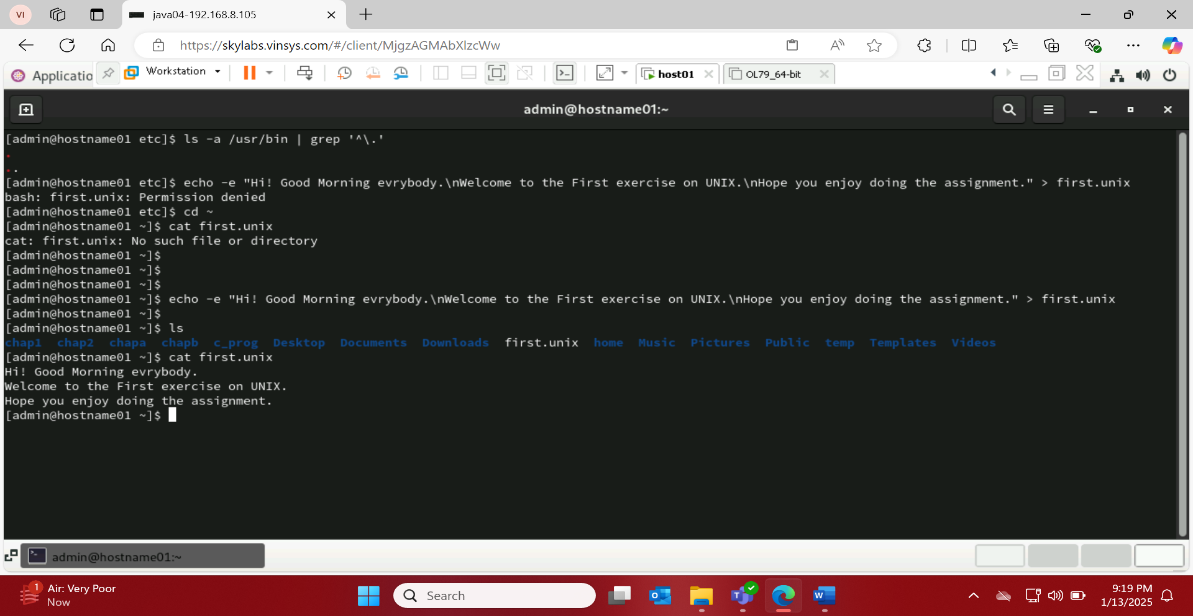 VI
java04-192.168.8.105
https://skylabs.vinsys.com/#/client/MjgzAGMAbXlzcWw
Applicatio
Workstation
host01
OL79_64-bit
admin@hostname01:~
[admin@hostname01 etc]$ ls -a /usr/bin | grep '^\.'
.
..
[admin@hostname01 etc]$ echo -e "Hi! Good Morning evrybody.\nWelcome to the First exercise on UNIX.\nHope you enjoy doing the assignment." > first.unix
bash: first.unix: Permission denied
[admin@hostname01 etc]$ cd ~
[admin@hostname01 ~]$ cat first.unix
cat: first.unix: No such file or directory
[admin@hostname01 ~]$
[admin@hostname01 ~]$
[admin@hostname01 ~]$
[admin@hostname01 ~]$ echo -e "Hi! Good Morning evrybody.\nWelcome to the First exercise on UNIX.\nHope you enjoy doing the assignment." > first.unix
[admin@hostname01 ~]$
[admin@hostname01 ~]$ ls
chap1 chap2 chapa chapb c_prog Desktop Documents Downloads first.unix home Music Pictures Public temp Templates Videos
[admin@hostname01 ~]$ cat first.unix
Hi! Good Morning evrybody.
Welcome to the First exercise on UNIX.
Hope you enjoy doing the assignment.
[admin@hostname01 ~]$
admin@hostname01:~
1
Air: Very Poor
Now
Search
9:19 PM
1/13/2025